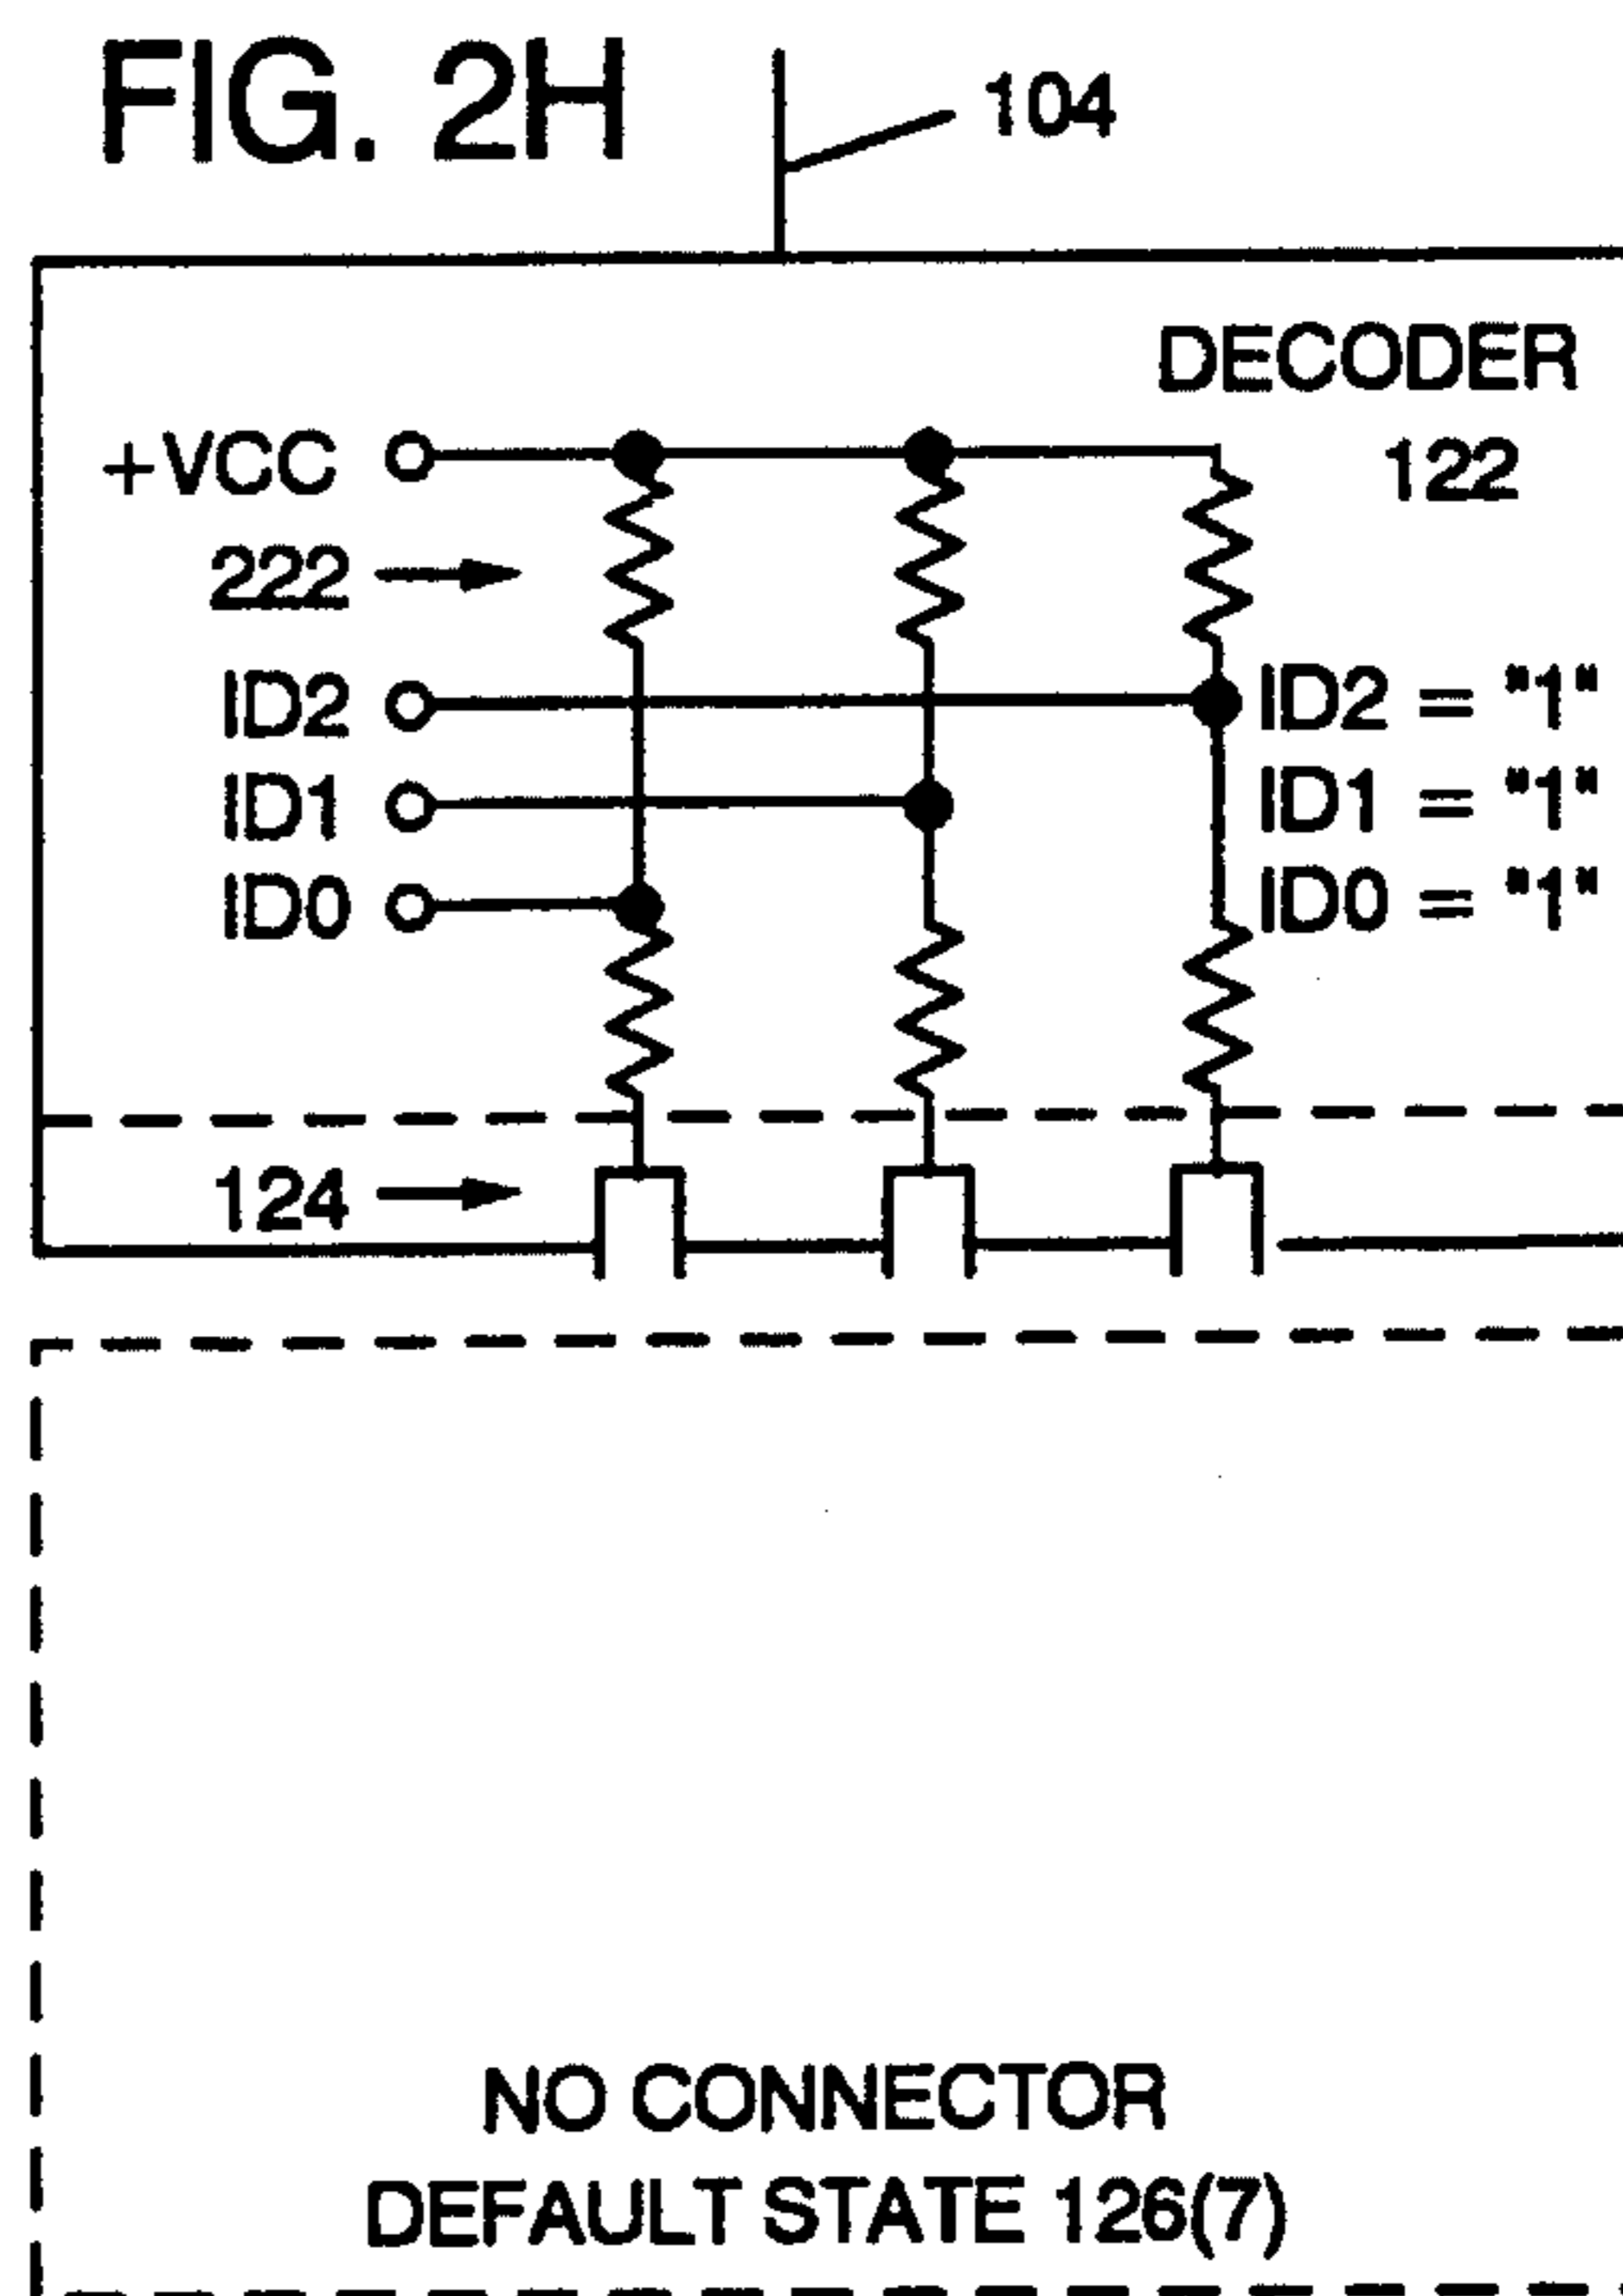 FIG. 2H
104
DECODER
122
+VCC
222
ID2
ID2 = "1"
ID1
ID1 = "1"
ID0
ID0 = "1"
124
NO CONNECTOR
DEFAULT STATE 126(7)